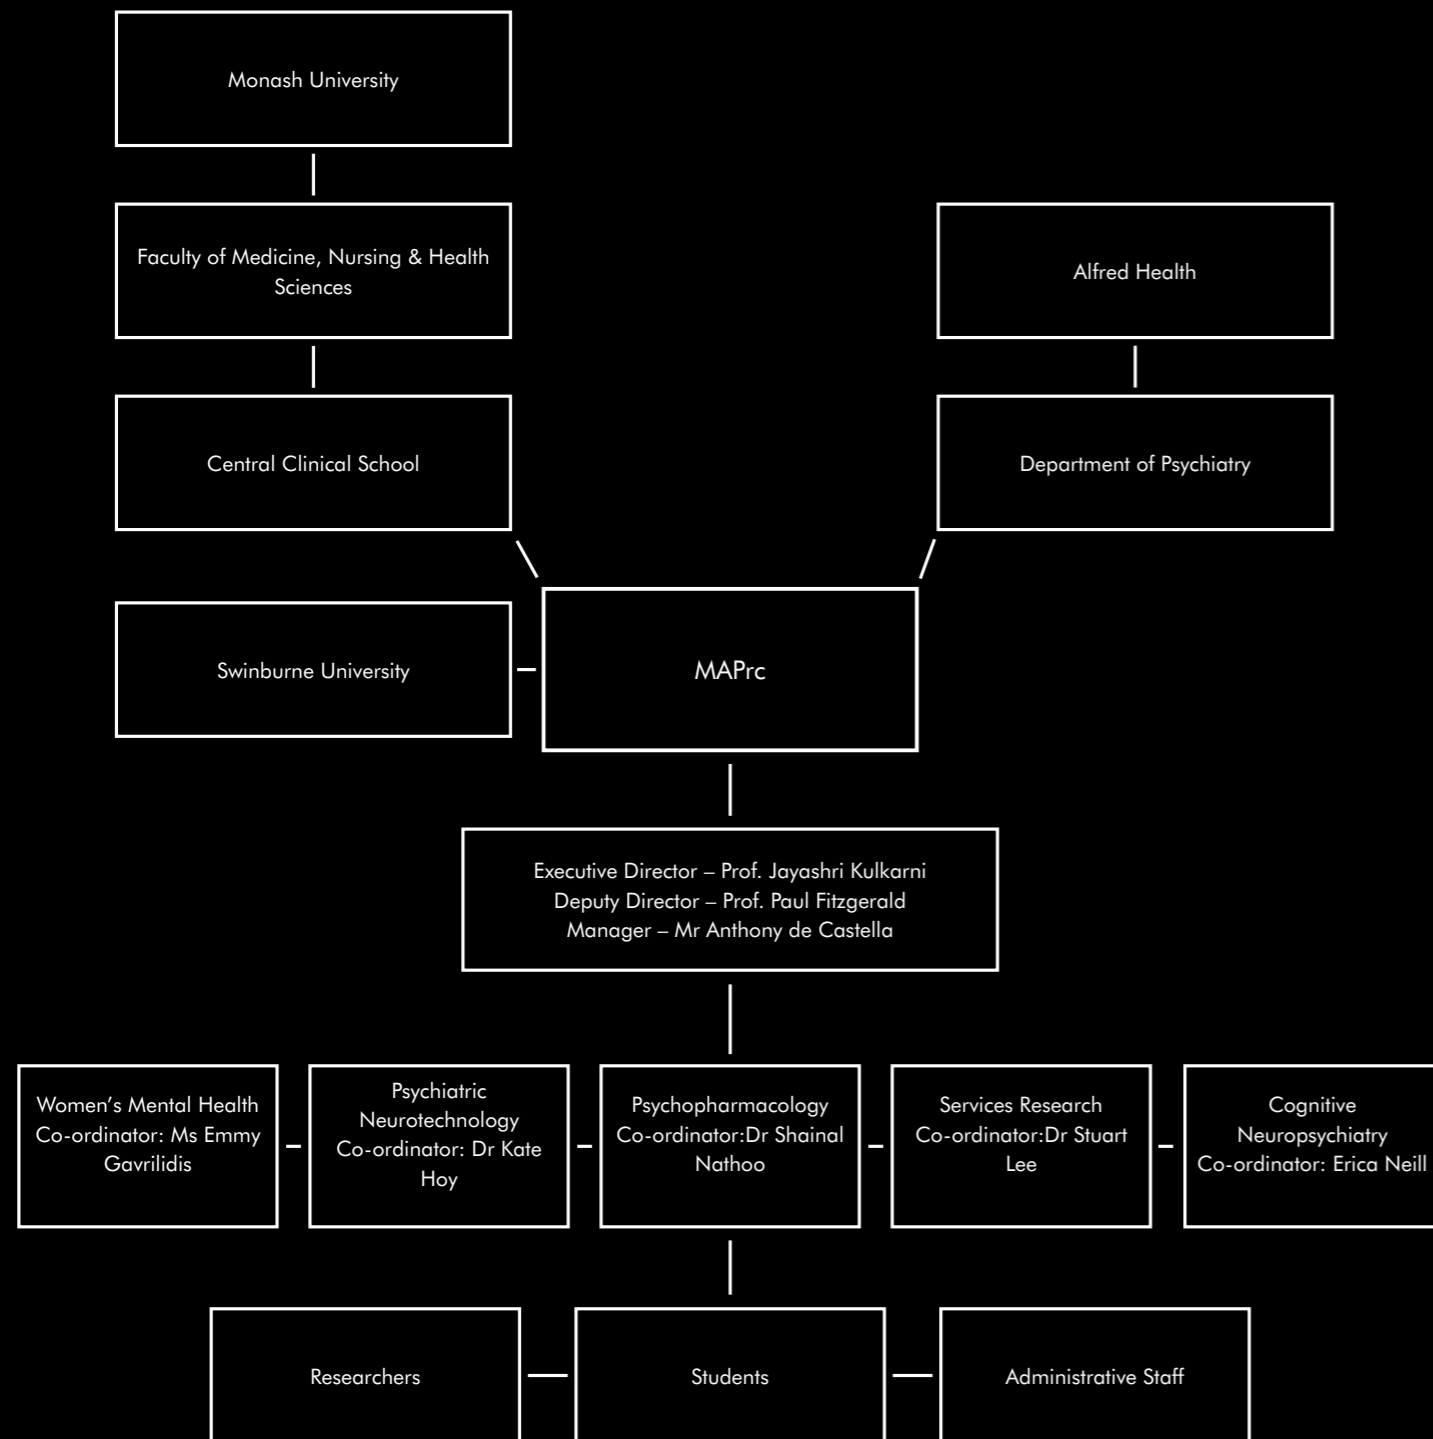 Monash University
Faculty of Medicine, Nursing & Health
Sciences
Alfred Health
Central Clinical School
Department of Psychiatry
Swinburne University
MAPrc
Executive Director – Prof. Jayashri Kulkarni
Deputy Director – Prof. Paul Fitzgerald
Manager – Mr Anthony de Castella
Women’s Mental Health
Co-ordinator: Ms Emmy
Gavrilidis
Psychiatric
Neurotechnology
Co-ordinator: Dr Kate
Hoy
Psychopharmacology
Co-ordinator:Dr Shainal
Nathoo
Services Research
Co-ordinator:Dr Stuart
Lee
Cognitive
Neuropsychiatry
Co-ordinator: Erica Neill
Researchers
Students
Administrative Staff